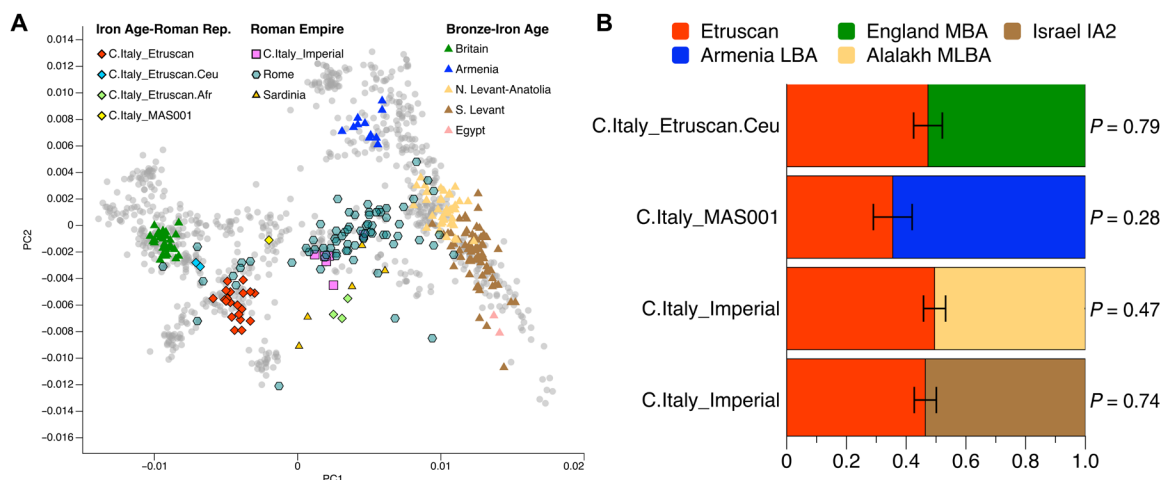 A
Iron Age-Roman Rep.
C.Italy_Etruscan
C.Italy_Etruscan.Ceu
C.Italy_Etruscan.Afr
C.Italy_MAS001
Roman Empire
C.Italy_Imperial
Rome
Sardinia
Bronze-Iron Age
Britain
Armenia
N. Levant-Anatolia
S. Levant
Egypt
0.014
0.012
0.010
0.008
0.006
0.004
0.002
0
−0.002
−0.004
−0.006
−0.008
−0.010
−0.012
−0.014
−0.016
PC2
−0.01
0
0.01
0.02
PC1
B
Etruscan
England MBA
Israel IA2
Armenia LBA
Alalakh MLBA
C.Italy_Etruscan.Ceu
P = 0.79
C.Italy_MAS001
P = 0.28
C.Italy_Imperial
P = 0.47
C.Italy_Imperial
P = 0.74
0
0.2
0.4
0.6
0.8
1.0